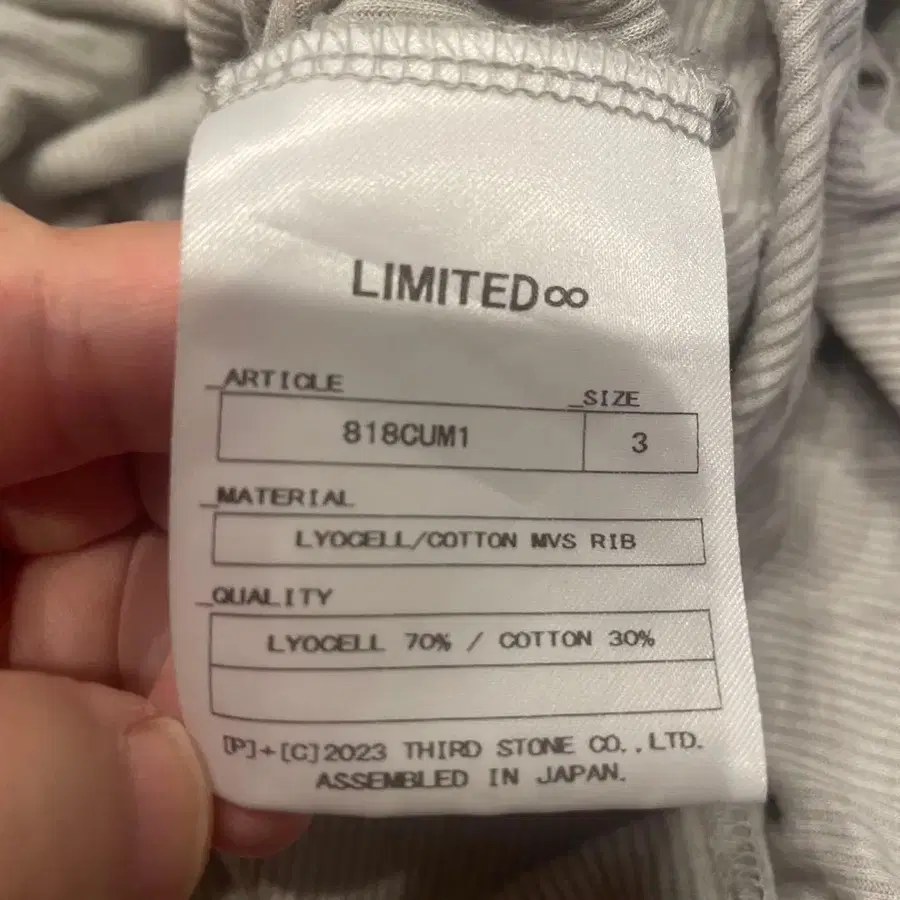 LIMITED∞
_ARTICLE
_SIZE
818CUM1
3
_MATERIAL
LYOCELL/COTTON MVS RIB
_QUALITY
LYOCELL 70% / COTTON 30%
[P]+[C]2023 THIRD STONE CO.,LTD.
ASSEMBLED IN JAPAN.